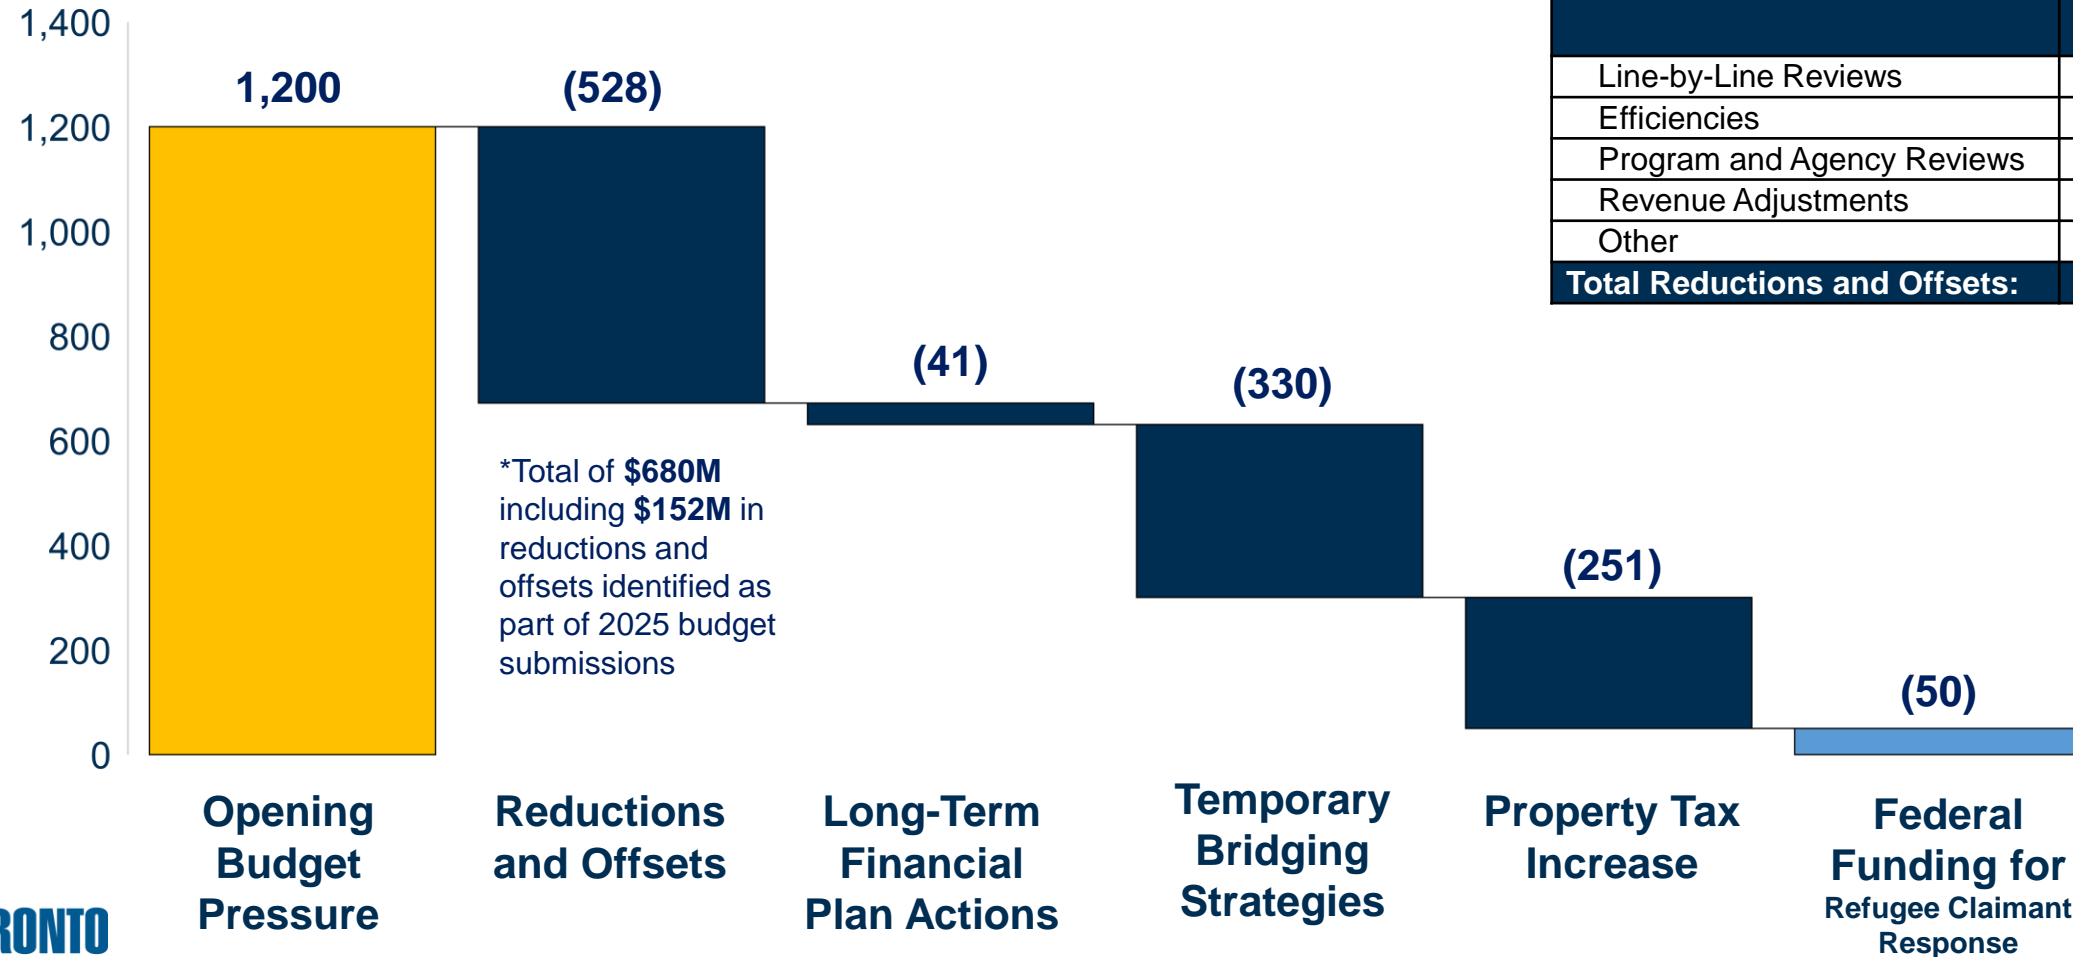 1,400
1,200
1,000
800
600
400
200
0
1,200
(528)
(41)
(330)
(251)
(50)
*Total of $680M
including $152M in
reductions and
offsets identified as
part of 2025 budget
submissions
Opening
Budget
Pressure
Reductions
and Offsets
Long-Term
Financial
Plan Actions
Temporary
Bridging
Strategies
Property Tax
Increase
Federal
Funding for
Refugee Claimant
Response
Line-by-Line Reviews
Efficiencies
Program and Agency Reviews
Revenue Adjustments
Other
Total Reductions and Offsets:
RONTO